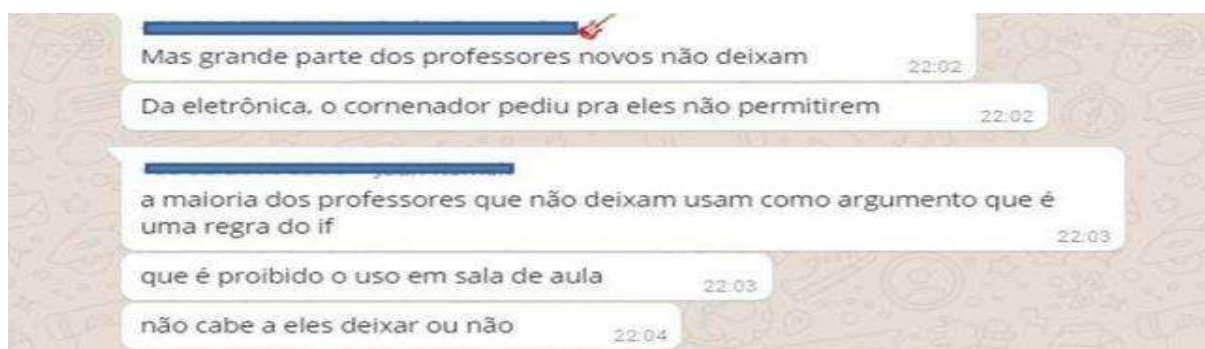 Mas grande parte dos professores novos não deixam
22:02
Da eletrônica, o cornenador pediu pra eles não permitirem
22:02
a maioria dos professores que não deixam usam como argumento que é
uma regra do if
22:03
que é proibido o uso em sala de aula
22:03
não cabe a eles deixar ou não
22:04